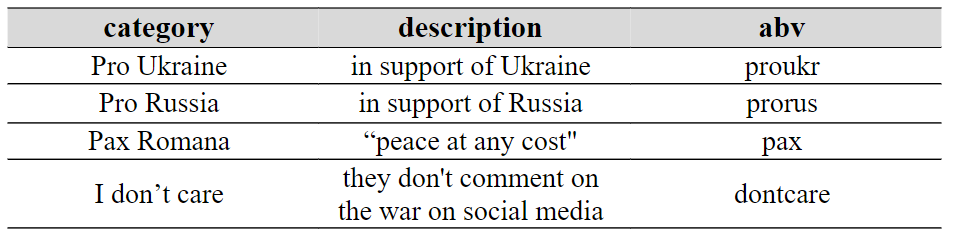 category description abv
Pro Ukraine in support of Ukraine proukr
Pro Russia in support of Russia prorus
Pax Romana “peace at any cost" pax
I don’t care they don't comment on the war on social media dontcare